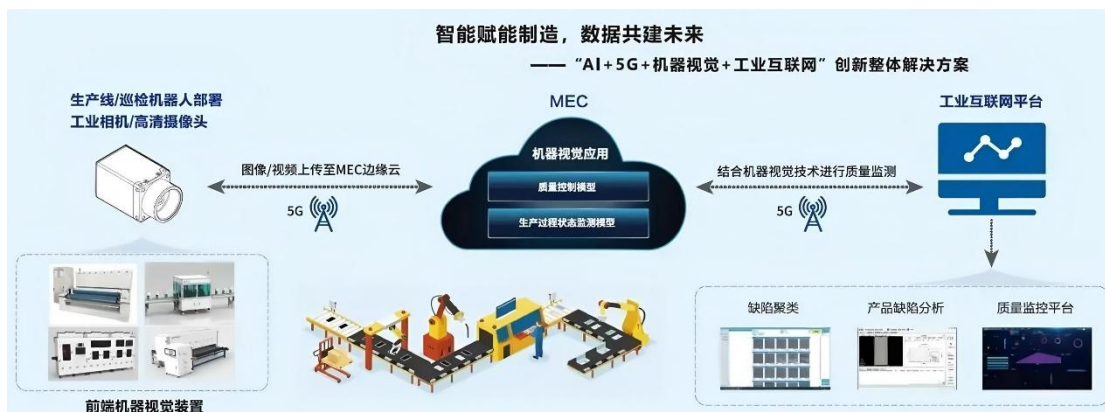 智能赋能制造，数据共建未来
——“AI+5G+机器视觉+工业互联网”创新整体解决方案
生产线/巡检机器人部署
工业相机/高清摄像头
图像/视频上传至MEC边缘云
5G
MEC
机器视觉应用
质量控制模型
生产过程状态监测模型
结合机器视觉技术进行质量监测
5G
工业互联网平台
前端机器视觉装置
缺陷聚类
产品缺陷分析
质量监控平台